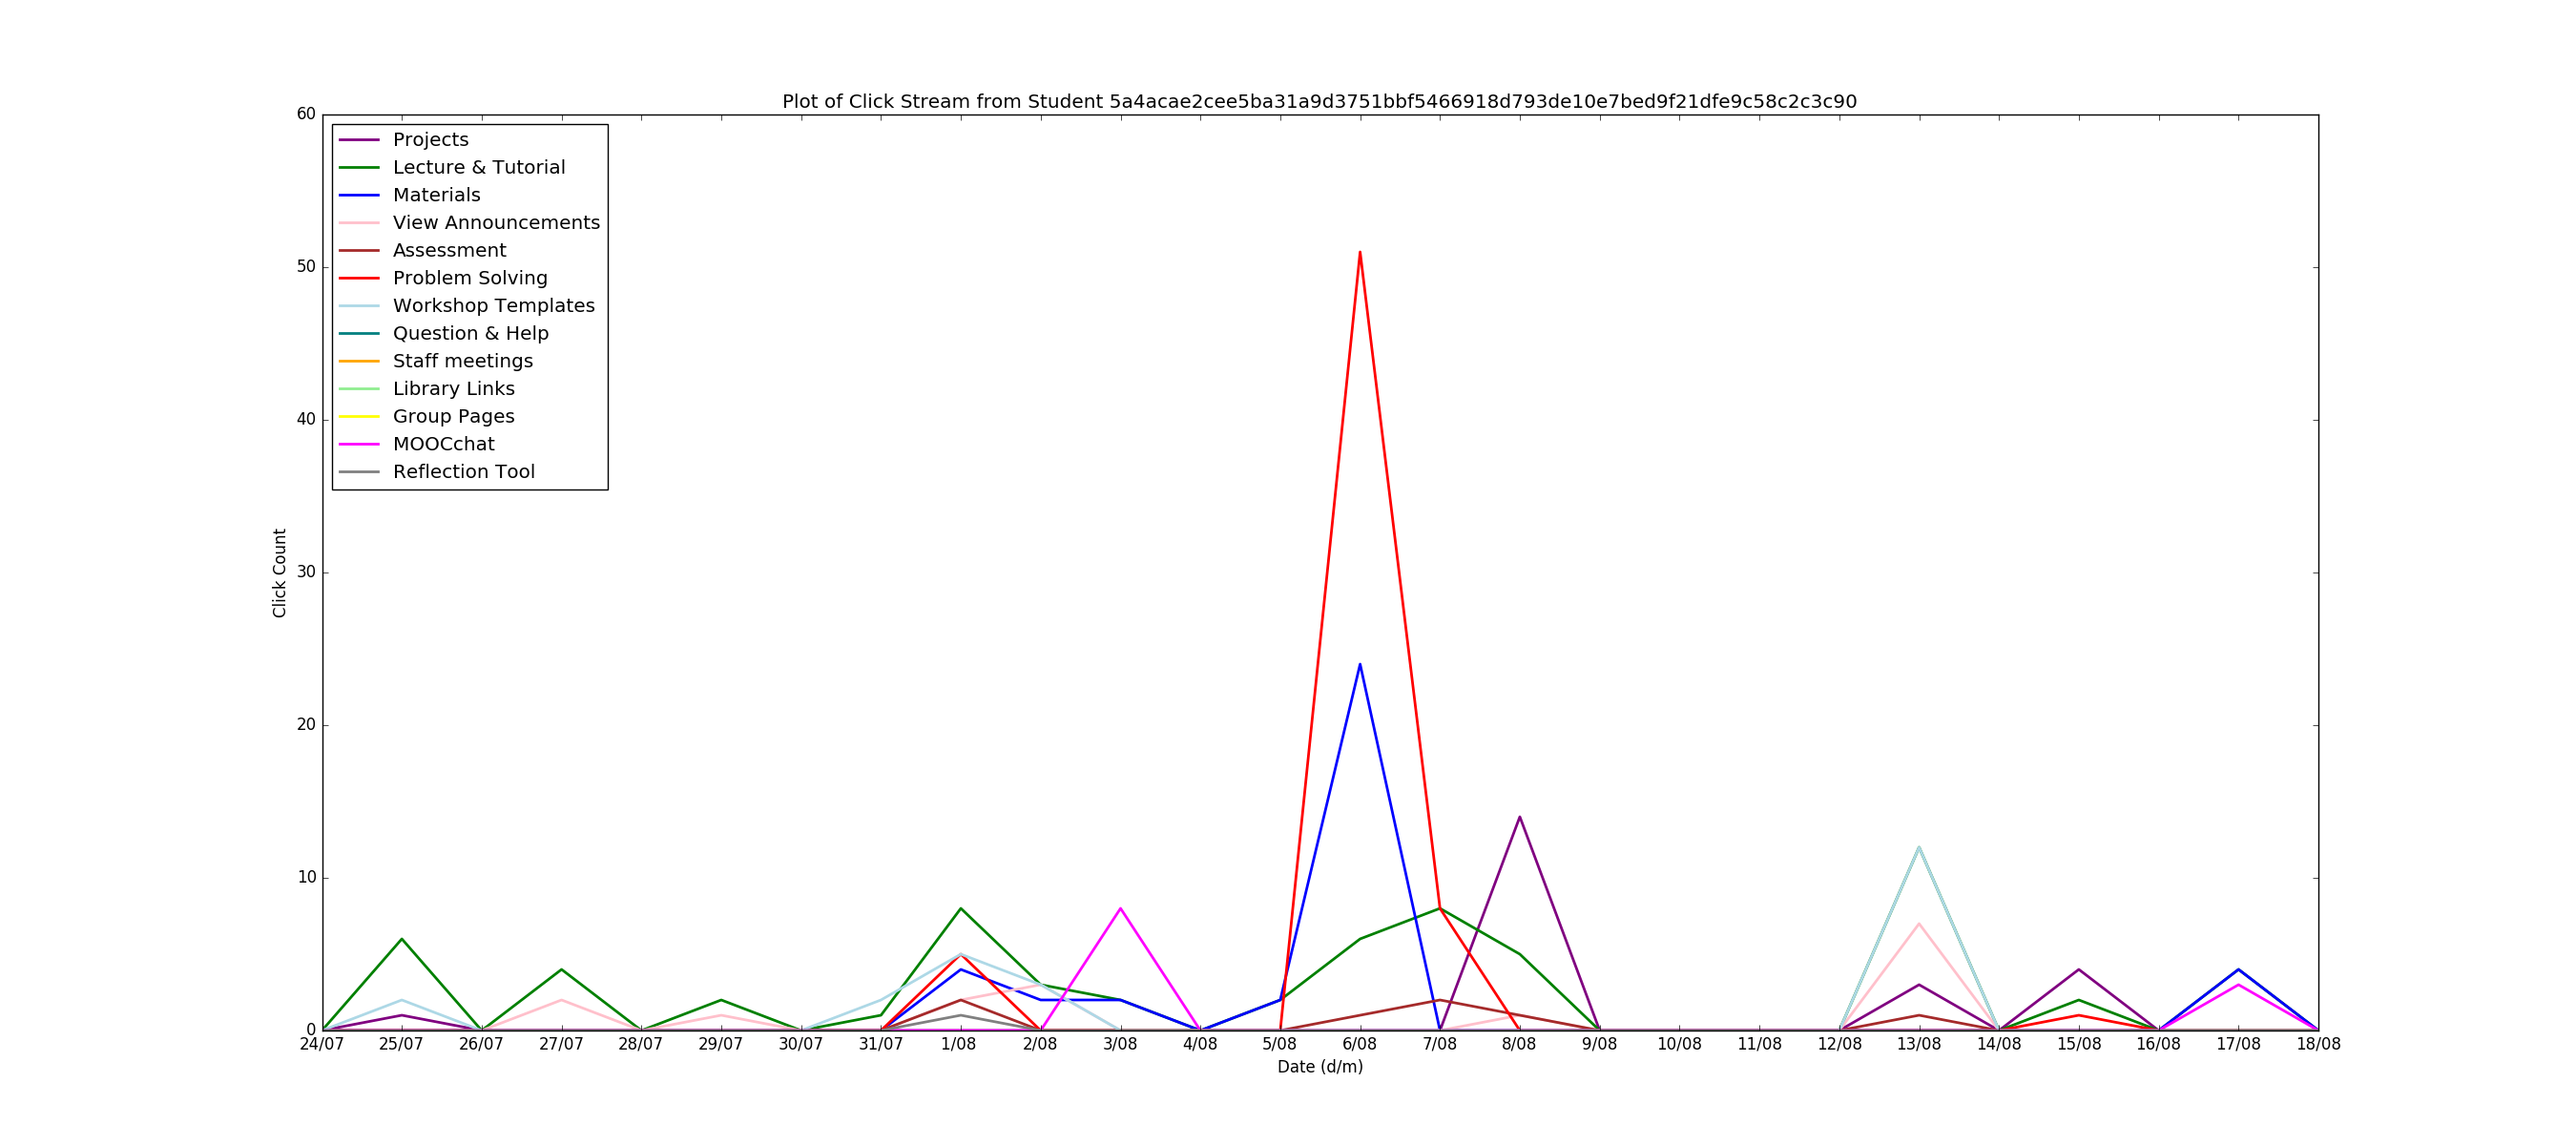 Plot of Click Stream from Student 5a4acae2cee5ba31a9d3751bbf5466918d793de10e7bed9f21dfe9c58c2c3c90
60
50
40
30
20
10
0
Click Count
Projects
Lecture & Tutorial
Materials
View Announcements
Assessment
Problem Solving
Workshop Templates
Question & Help
Staff meetings
Library Links
Group Pages
MOOCchat
Reflection Tool
24/07 25/07 26/07 27/07 28/07 29/07 30/07 31/07 1/08 2/08 3/08 4/08 5/08 6/08 7/08 8/08 9/08 10/08 11/08 12/08 13/08 14/08 15/08 16/08 17/08 18/08
Date (d/m)